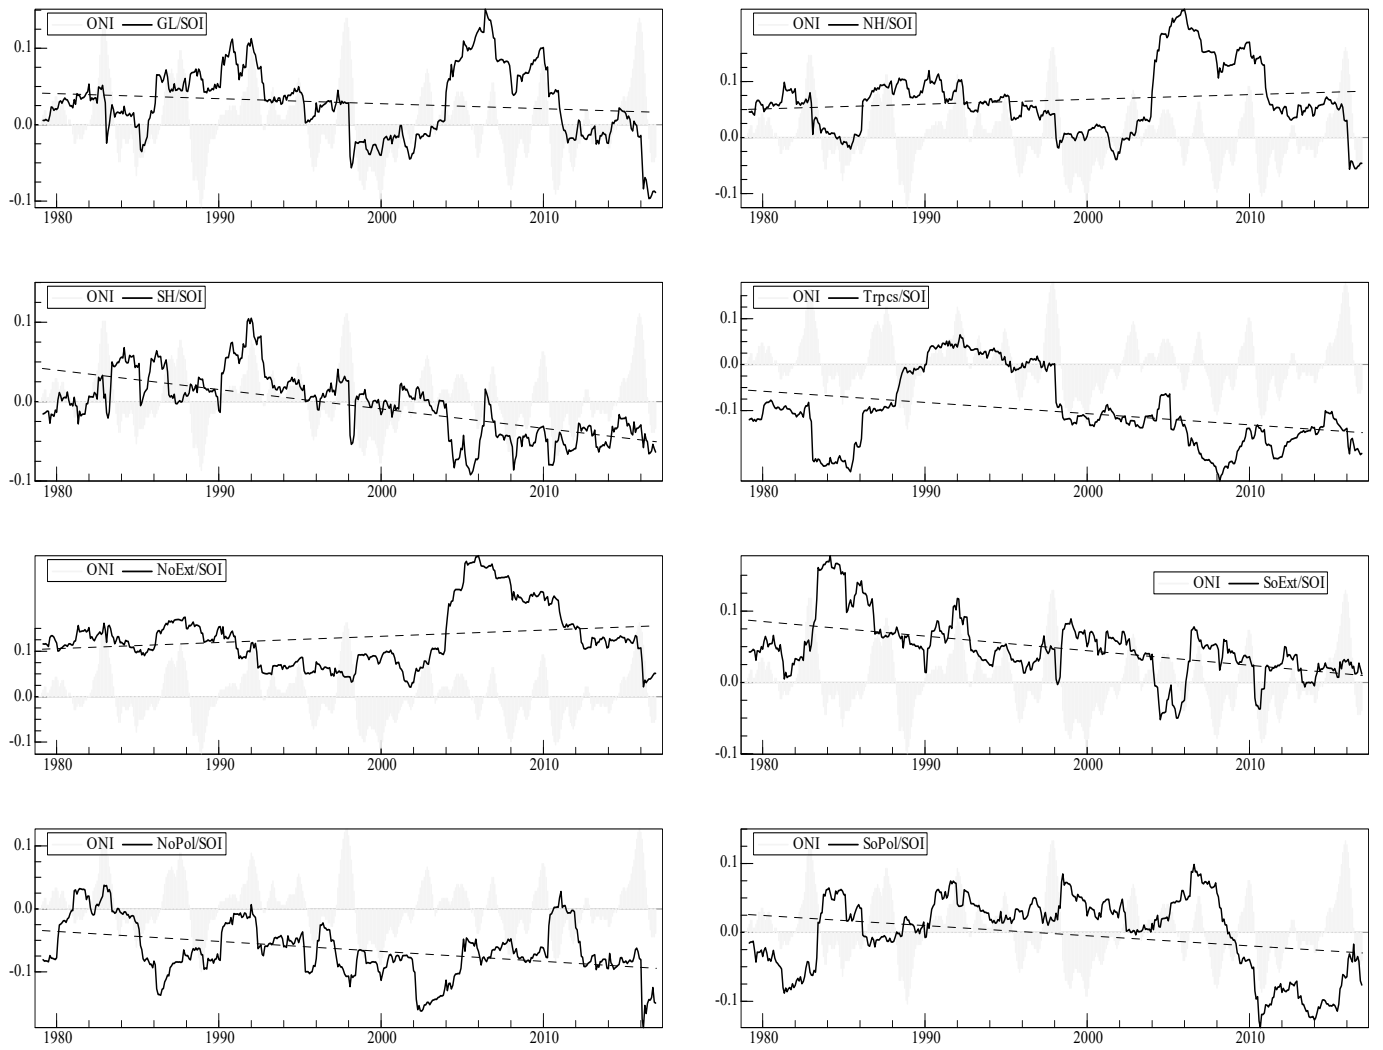 ONI GL/SOI
0.1
0.0
-0.1
1980 1990 2000 2010
ONI NH/SOI
0.1
0.0
-0.1
1980 1990 2000 2010
ONI SH/SOI
0.1
0.0
-0.1
1980 1990 2000 2010
ONI Trpcs/SOI
0.1
0.0
-0.1
1980 1990 2000 2010
ONI NoExt/SOI
0.1
0.0
-0.1
1980 1990 2000 2010
ONI SoExt/SOI
0.1
0.0
-0.1
1980 1990 2000 2010
ONI NoPol/SOI
0.1
0.0
-0.1
1980 1990 2000 2010
ONI SoPol/SOI
0.1
0.0
-0.1
1980 1990 2000 2010